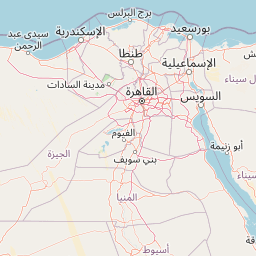 برج البرلس
بورسعيد
الإسكندرية
سيدى عبد
الرحمن
طنطا
الإسماعيلية
مدينة السادات
القاهرة
السويس
الفيوم
أبو زنيمة
الجيزة
بني سويف
المنيا
أسيوط